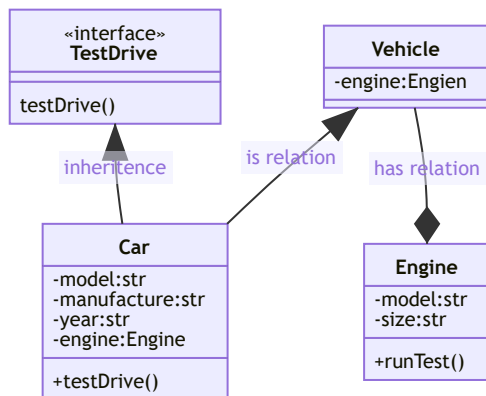 «interface»
TestDrive
testDrive()
Vehicle
-engine:Engien
inheritence
is relation
has relation
Car
-model:str
-manufacture:str
-year:str
-engine:Engine
+testDrive()
Engine
-model:str
-size:str
+runTest()